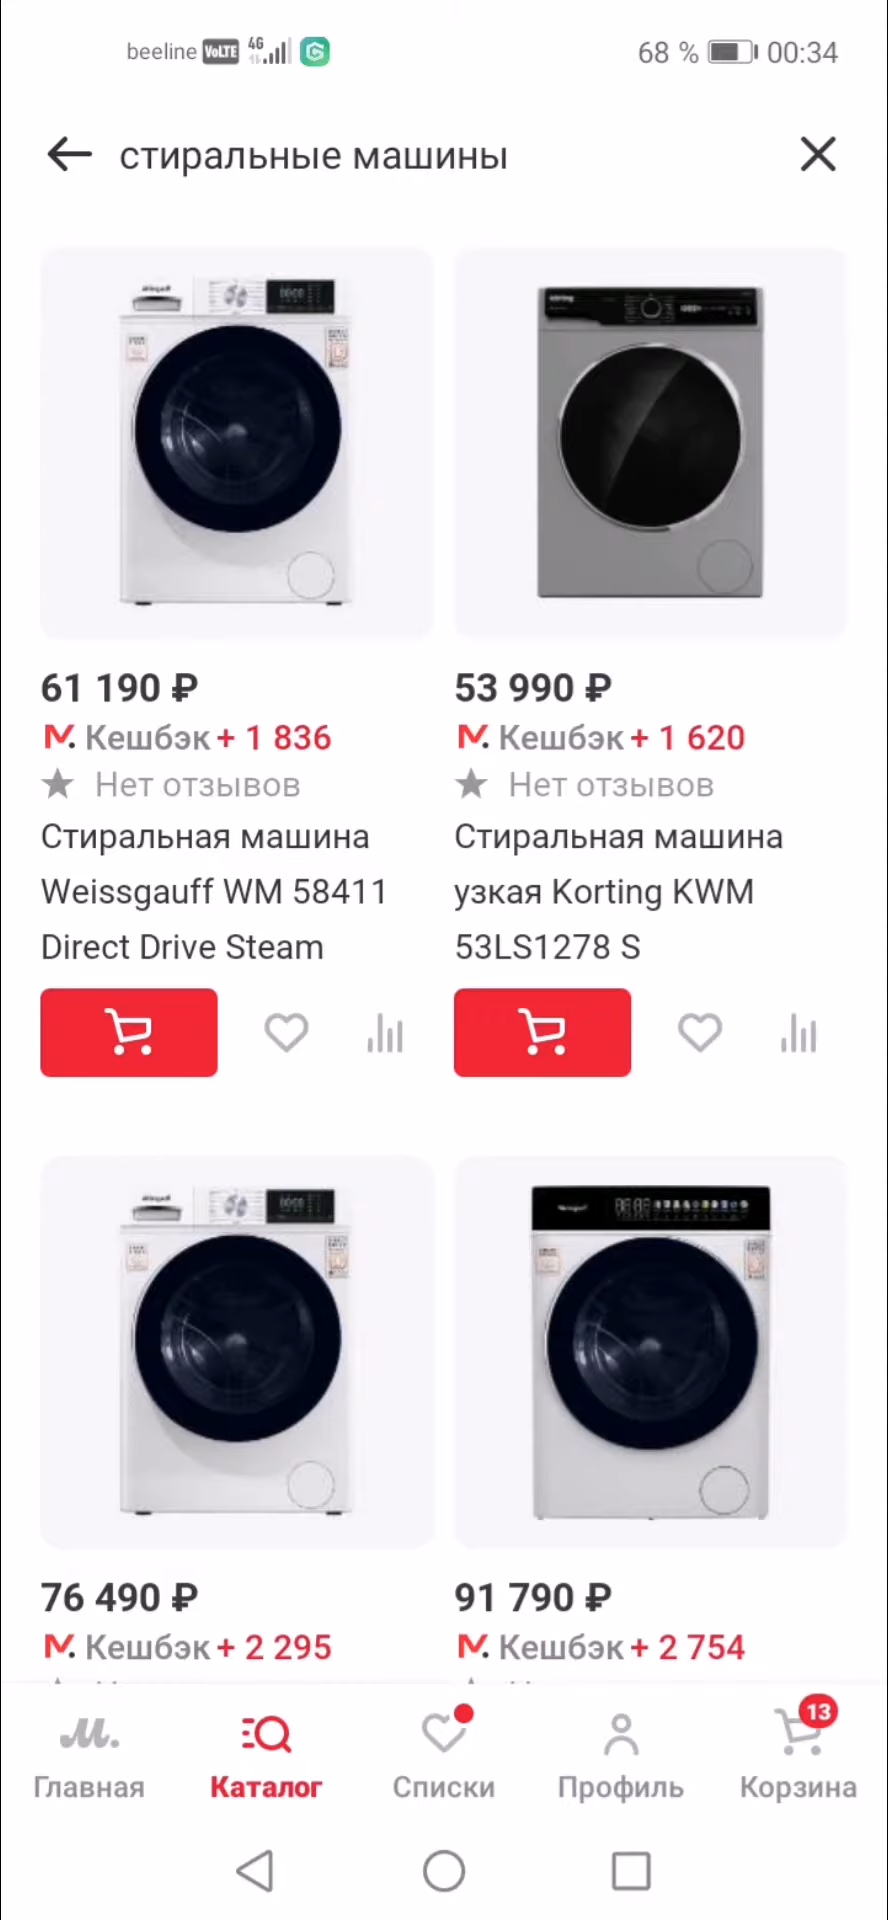 beeline VoLTE 4G 68 % 00:34
стиральные машины
61 190 ₽
Кешбэк + 1 836
Нет отзывов
Стиральная машина
Weissgauff WM 58411
Direct Drive Steam
53 990 ₽
Кешбэк + 1 620
Нет отзывов
Стиральная машина
узкая Korting KWM
53LS1278 S
76 490 ₽
Кешбэк + 2 295
91 790 ₽
Кешбэк + 2 754
13
Главная
Каталог
Списки
Профиль
Корзина